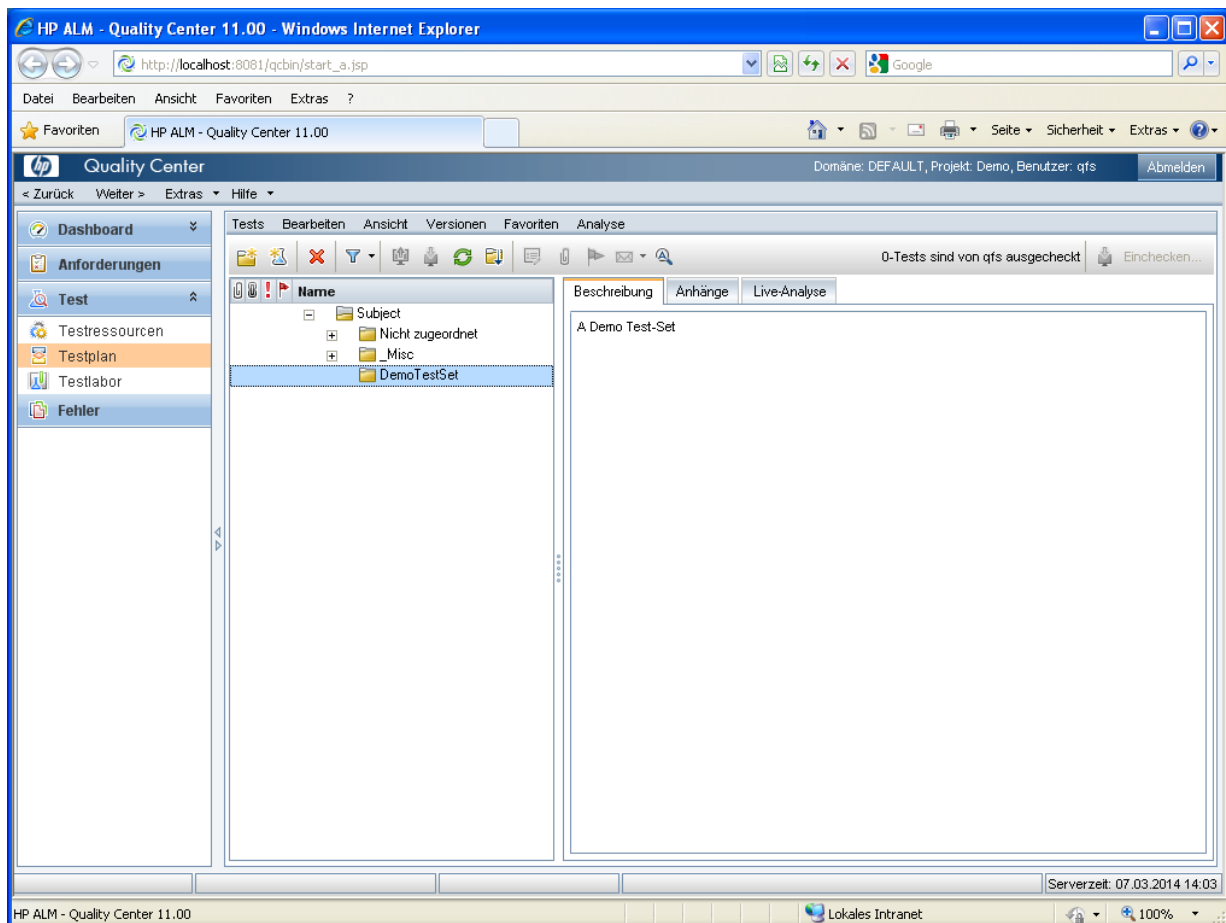 HP ALM - Quality Center 11.00 - Windows Internet Explorer
http://localhost:8081/qcbin/start_a.jsp
Google
Datei Bearbeiten Ansicht Favoriten Extras ?
Favoriten HP ALM - Quality Center 11.00 Seite Sicherheit Extras
hp Quality Center Domäne: DEFAULT, Projekt: Demo, Benutzer: qfs Abmelden
< Zurück Weiter > Extras Hilfe
Dashboard
Anforderungen
Test
Testressourcen
Testplan
Testlabor
Fehler
Tests Bearbeiten Ansicht Versionen Favoriten Analyse
0-Tests sind von qfs ausgecheckt Einchecken...
Name
Subject
Nicht zugeordnet
_Misc
DemoTestSet
Beschreibung Anhänge Live-Analyse
A Demo Test-Set
Serverzeit: 07.03.2014 14:03
HP ALM - Quality Center 11.00 Lokales Intranet 100%